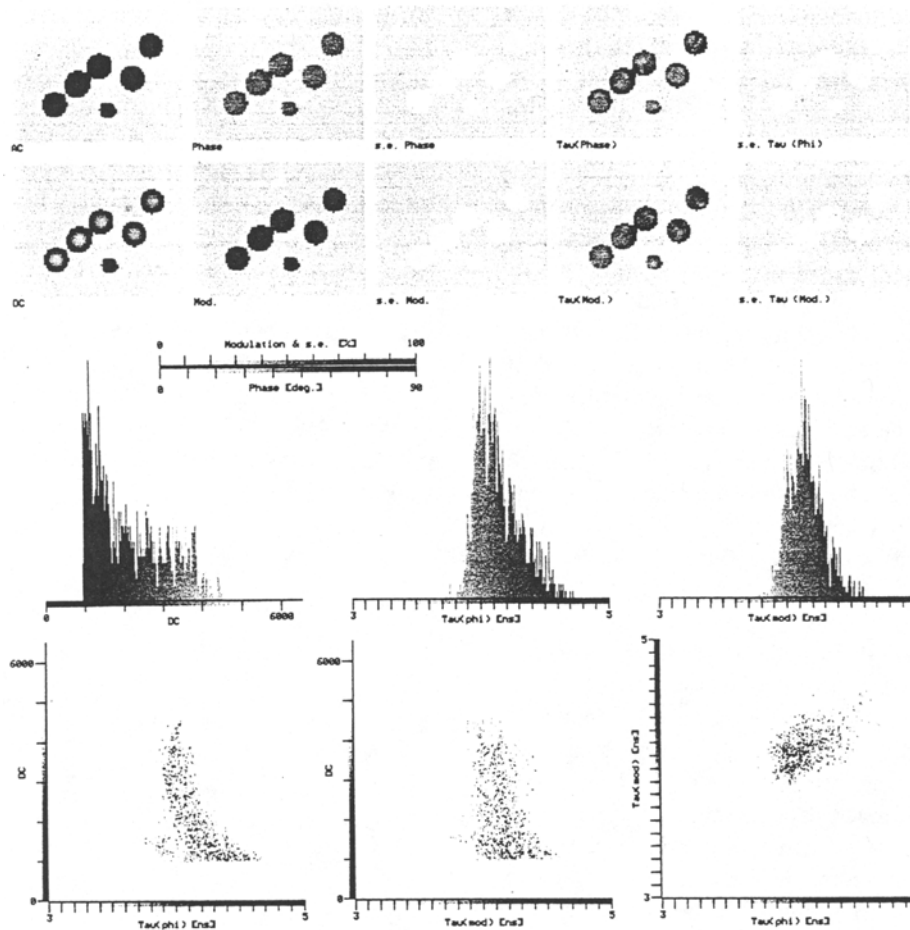 AC Phase s.e. Phase Tau(Phase) s.e. Tau (Phi)
DC Mod. s.e. Mod. Tau(Mod.) s.e. Tau (Mod.)
0 Modulation & s.e. [%] 100
0 Phase [deg.] 90
0 DC 6000
3 Tau(phi) [ns] 5
3 Tau(mod) [ns]
6000
DC
0
3 Tau(phi) [ns] 5
6000
DC
0
3 Tau(mod) [ns] 5
5
Tau(mod) [ns]
3
3 Tau(phi) [ns] 5